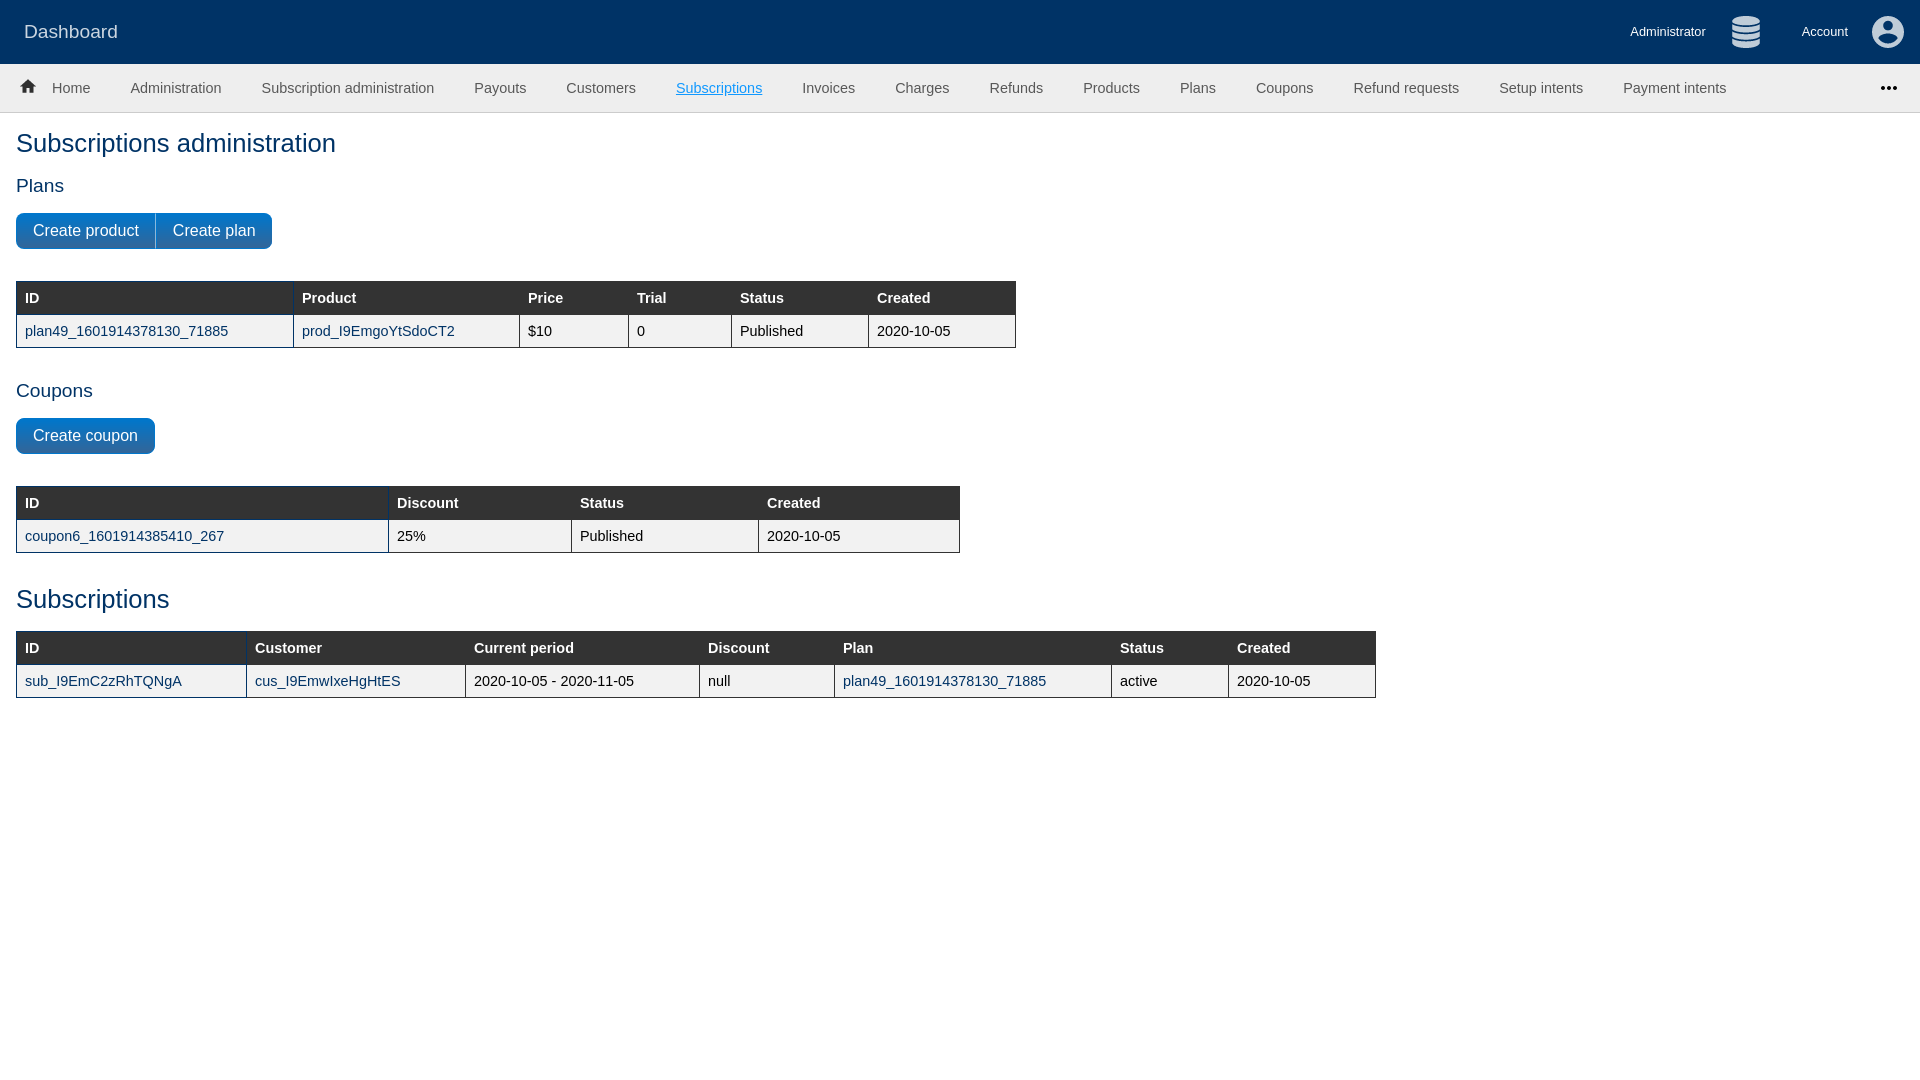 Dashboard Administrator Account
Home Administration Subscription administration Payouts Customers Subscriptions Invoices Charges Refunds Products Plans Coupons Refund requests Setup intents Payment intents
Subscriptions administration
Plans
Create product Create plan
ID Product Price Trial Status Created
plan49_1601914378130_71885 prod_I9EmgoYtSdoCT2 $10 0 Published 2020-10-05
Coupons
Create coupon
ID Discount Status Created
coupon6_1601914385410_267 25% Published 2020-10-05
Subscriptions
ID Customer Current period Discount Plan Status Created
sub_I9EmC2zRhTQNgA cus_I9EmwIxeHgHtES 2020-10-05 - 2020-11-05 null plan49_1601914378130_71885 active 2020-10-05